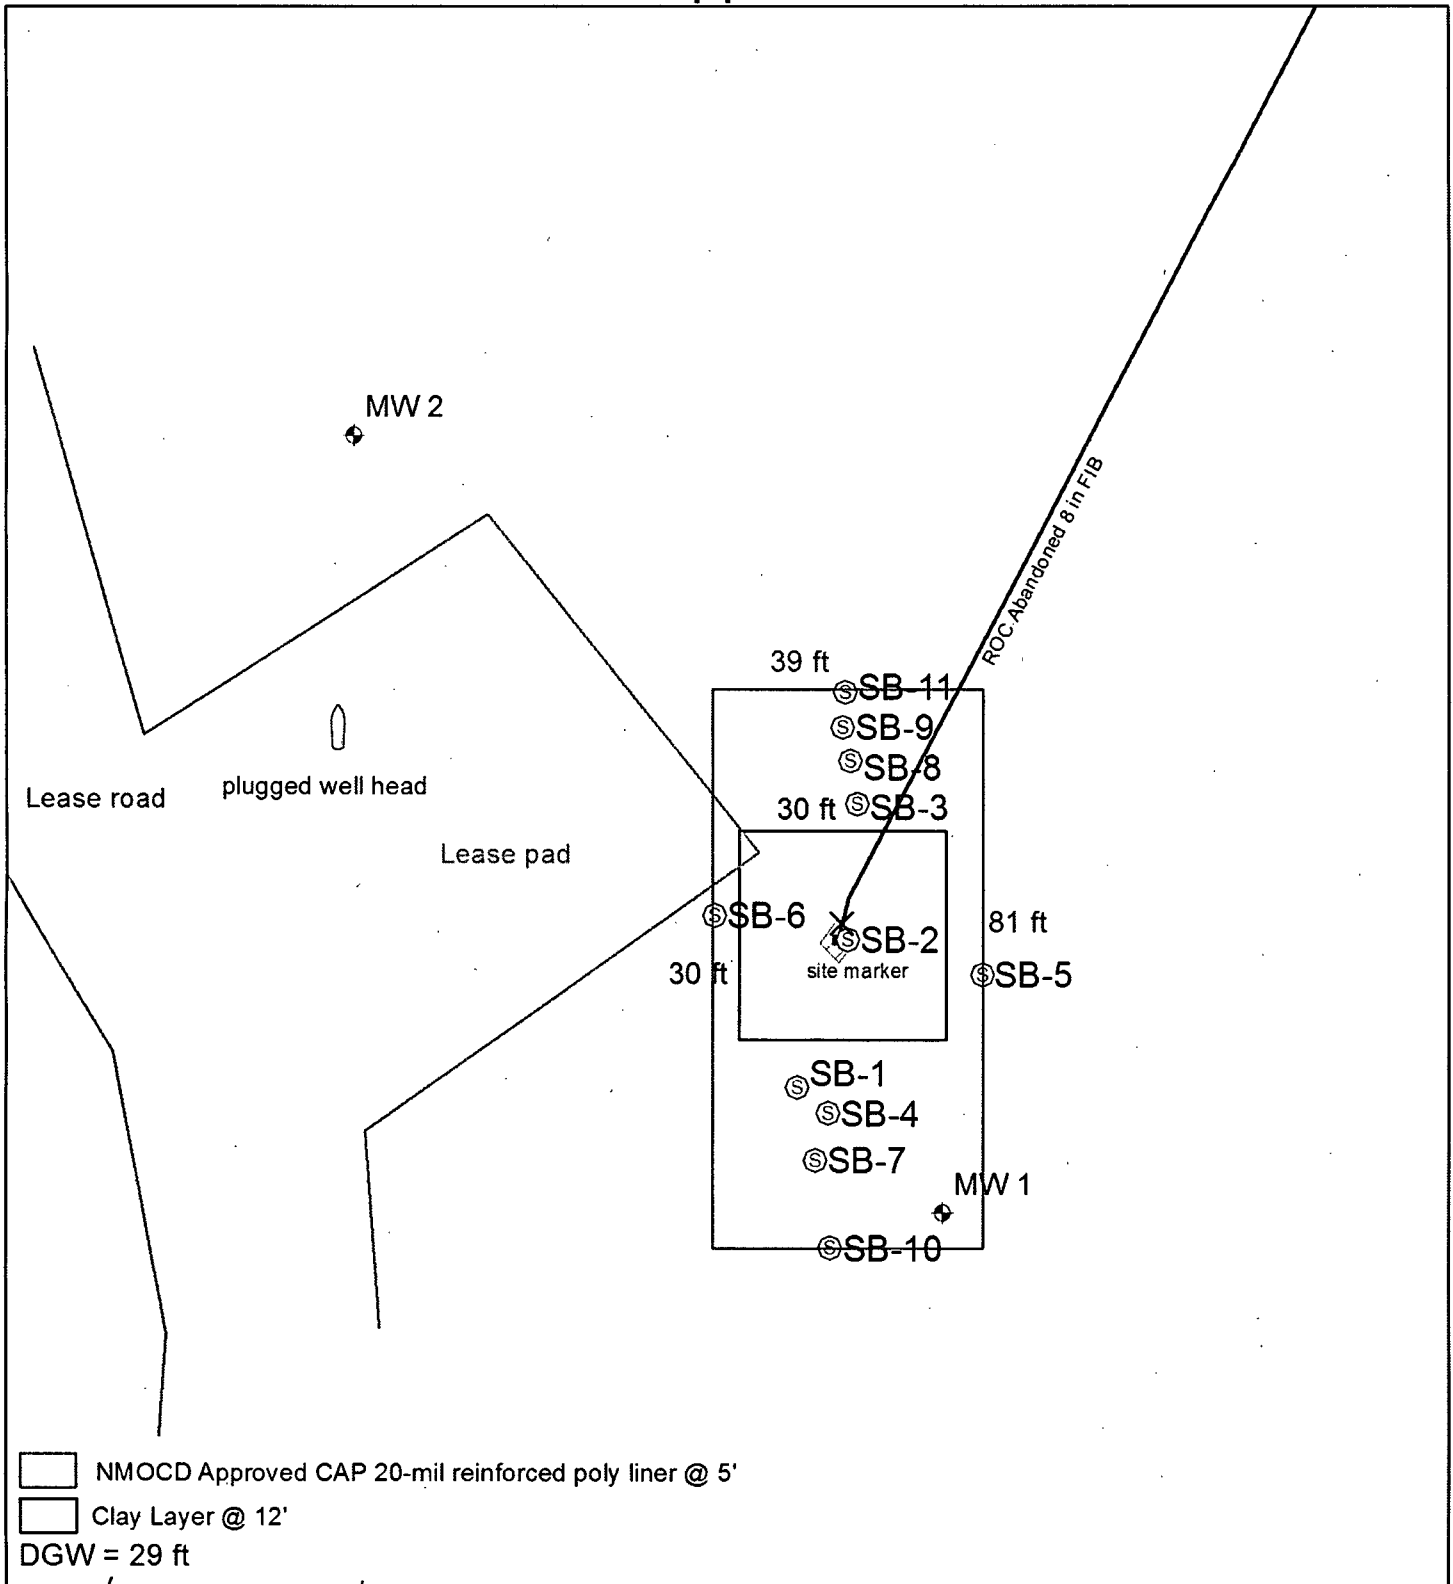 MW 2
ROC Abandoned 8 in FIB
39 ft
SB-11
SB-9
SB-8
30 ft
SB-3
plugged well head
Lease road
Lease pad
SB-6
SB-2
81 ft
site marker
30 ft
SB-5
SB-1
SB-4
SB-7
MW 1
SB-10
NMOCD Approved CAP 20-mil reinforced poly liner @ 5'
Clay Layer @ 12'
DGW = 29 ft